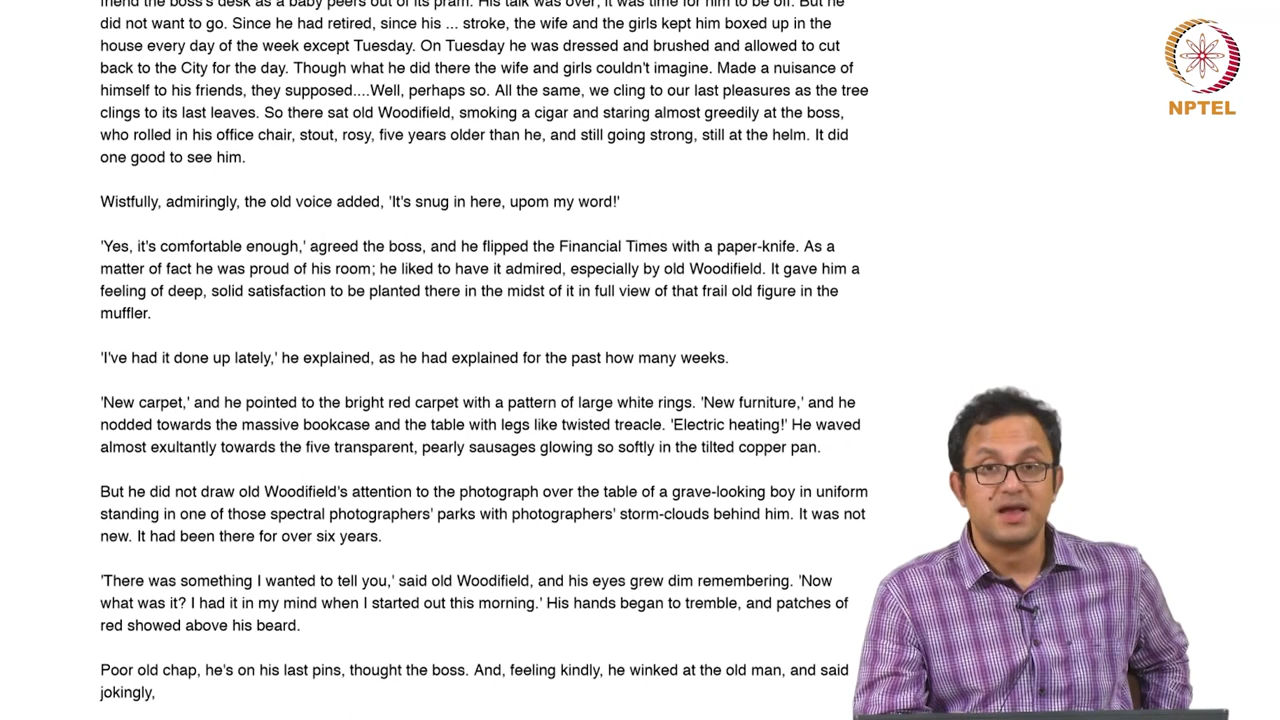 friend the boss's desk as a baby peers out of its pram. His talk was over; it was time for him to be off. But he
did not want to go. Since he had retired, since his ... stroke, the wife and the girls kept him boxed up in the
house every day of the week except Tuesday. On Tuesday he was dressed and brushed and allowed to cut
back to the City for the day. Though what he did there the wife and girls couldn't imagine. Made a nuisance of
himself to his friends, they supposed....Well, perhaps so. All the same, we cling to our last pleasures as the tree
clings to its last leaves. So there sat old Woodifield, smoking a cigar and staring almost greedily at the boss,
who rolled in his office chair, stout, rosy, five years older than he, and still going strong, still at the helm. It did
one good to see him.
Wistfully, admiringly, the old voice added, 'It's snug in here, upom my word!'
'Yes, it's comfortable enough,' agreed the boss, and he flipped the Financial Times with a paper-knife. As a
matter of fact he was proud of his room; he liked to have it admired, especially by old Woodifield. It gave him a
feeling of deep, solid satisfaction to be planted there in the midst of it in full view of that frail old figure in the
muffler.
'I've had it done up lately,' he explained, as he had explained for the past how many weeks.
'New carpet,' and he pointed to the bright red carpet with a pattern of large white rings. 'New furniture,' and he
nodded towards the massive bookcase and the table with legs like twisted treacle. 'Electric heating!' He waved
almost exultantly towards the five transparent, pearly sausages glowing so softly in the tilted copper pan.
But he did not draw old Woodifield's attention to the photograph over the table of a grave-looking boy in uniform
standing in one of those spectral photographers' parks with photographers' storm-clouds behind him. It was not
new. It had been there for over six years.
'There was something I wanted to tell you,' said old Woodifield, and his eyes grew dim remembering. 'Now
what was it? I had it in my mind when I started out this morning.' His hands began to tremble, and patches of
red showed above his beard.
Poor old chap, he's on his last pins, thought the boss. And, feeling kindly, he winked at the old man, and said
jokingly,
NPTEL